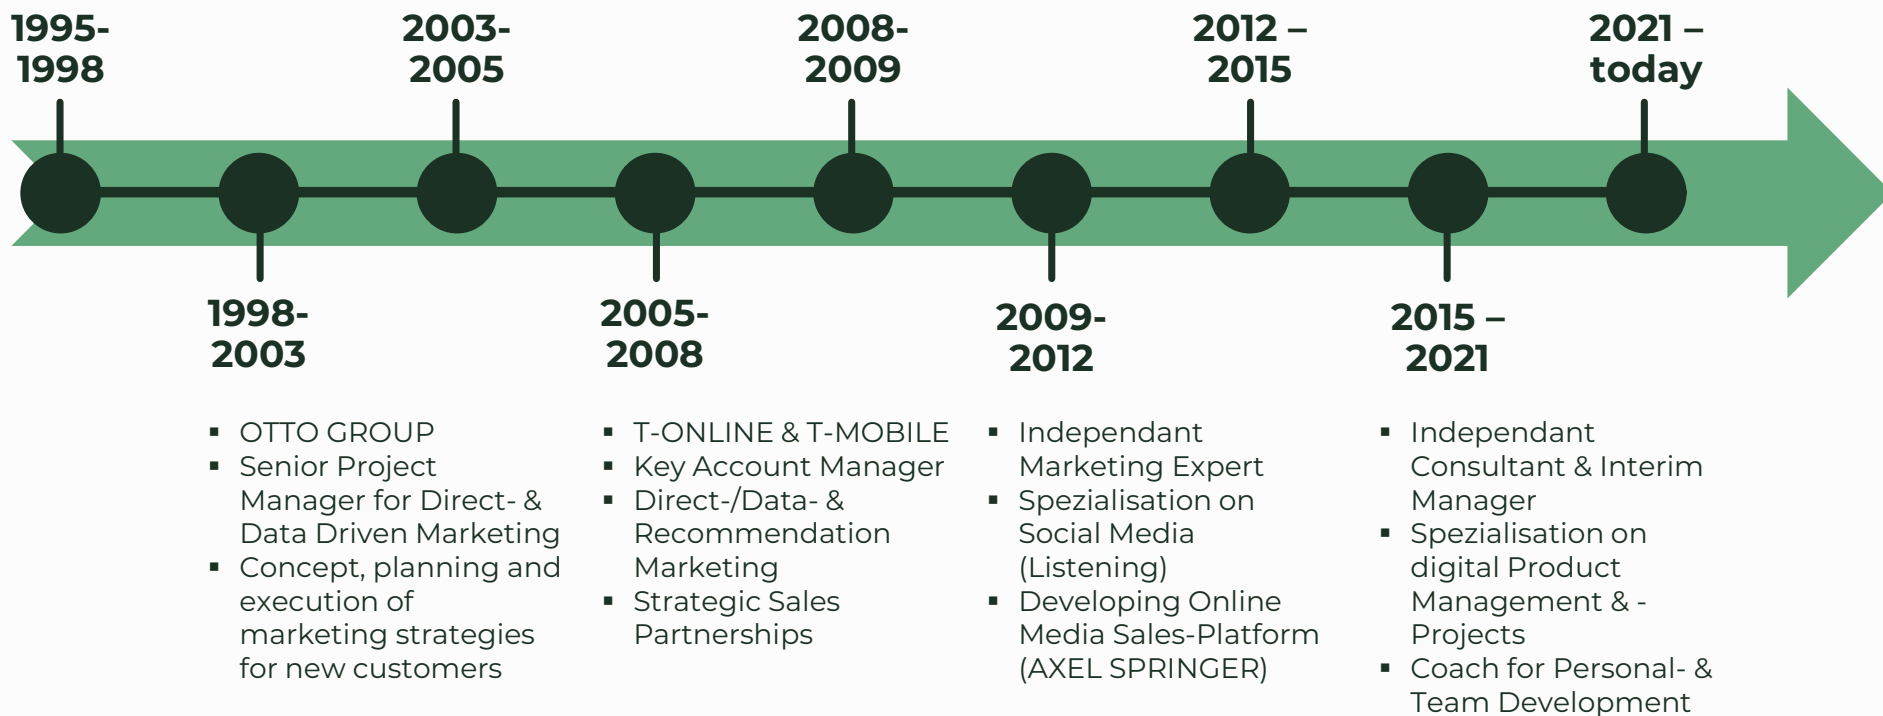 1995-
1998
2003-
2005
2008-
2009
2012 –
2015
2021 –
today
1998-
2003
2005-
2008
2009-
2012
2015 –
2021
▪ OTTO GROUP
▪ Senior Project
Manager for Direct- &
Data Driven Marketing
▪ Concept, planning and
execution of
marketing strategies
for new customers
▪ T-ONLINE & T-MOBILE
▪ Key Account Manager
▪ Direct-/Data- &
Recommendation
Marketing
▪ Strategic Sales
Partnerships
▪ Independant
Marketing Expert
▪ Spezialisation on
Social Media
(Listening)
▪ Developing Online
Media Sales-Platform
(AXEL SPRINGER)
▪ Independant
Consultant & Interim
Manager
▪ Spezialisation on
digital Product
Management & -
Projects
▪ Coach for Personal- &
Team Development